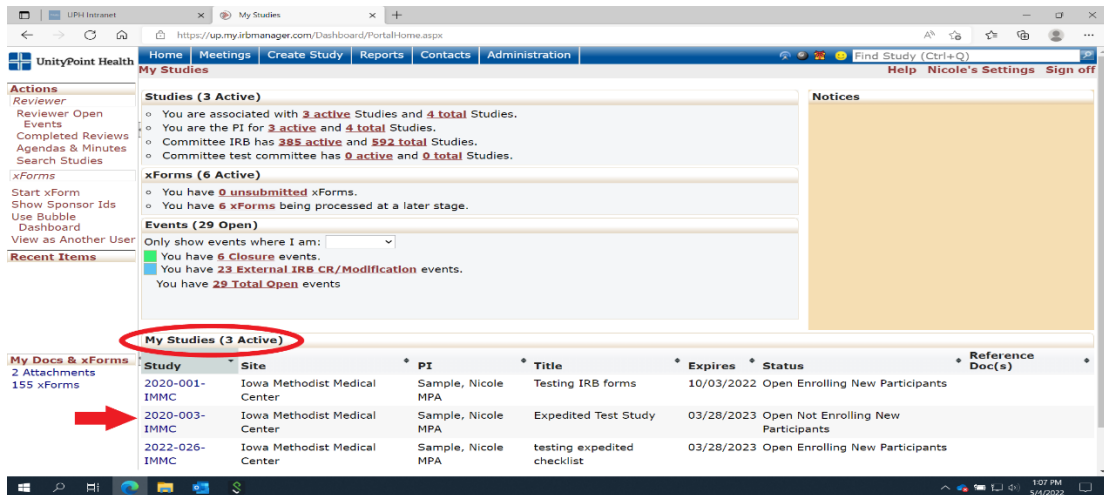 UPH Intranet
My Studies
https://up.my.irbmanager.com/Dashboard/PortalHome.aspx
UnityPoint Health
Home Meetings Create Study Reports Contacts Administration
Find Study (Ctrl+Q)
My Studies
Help Nicole's Settings Sign off
Actions
Reviewer
Reviewer Open
Events
Completed Reviews
Agendas & Minutes
Search Studies
xForms
Start xForm
Show Sponsor Ids
Use Bubble
Dashboard
View as Another User
Recent Items
My Docs & xForms
2 Attachments
155 xForms
Studies (3 Active)
You are associated with 3 active Studies and 4 total Studies.
You are the PI for 3 active and 4 total Studies.
Committee IRB has 385 active and 592 total Studies.
Committee test committee has 0 active and 0 total Studies.
xForms (6 Active)
You have 0 unsubmitted xForms.
You have 6 xForms being processed at a later stage.
Events (29 Open)
Only show events where I am:
You have 6 Closure events.
You have 23 External IRB CR/Modification events.
You have 29 Total Open events
Notices
My Studies (3 Active)
Study Site PI Title Expires Status Reference
Doc(s)
2020-001- Iowa Methodist Medical Sample, Nicole Testing IRB forms 10/03/2022 Open Enrolling New Participants
IMMC Center MPA
2020-003- Iowa Methodist Medical Sample, Nicole Expedited Test Study 03/28/2023 Open Not Enrolling New
IMMC Center MPA Participants
2022-026- Iowa Methodist Medical Sample, Nicole testing expedited 03/28/2023 Open Enrolling New Participants
IMMC Center MPA checklist
1:07 PM
5/4/2022